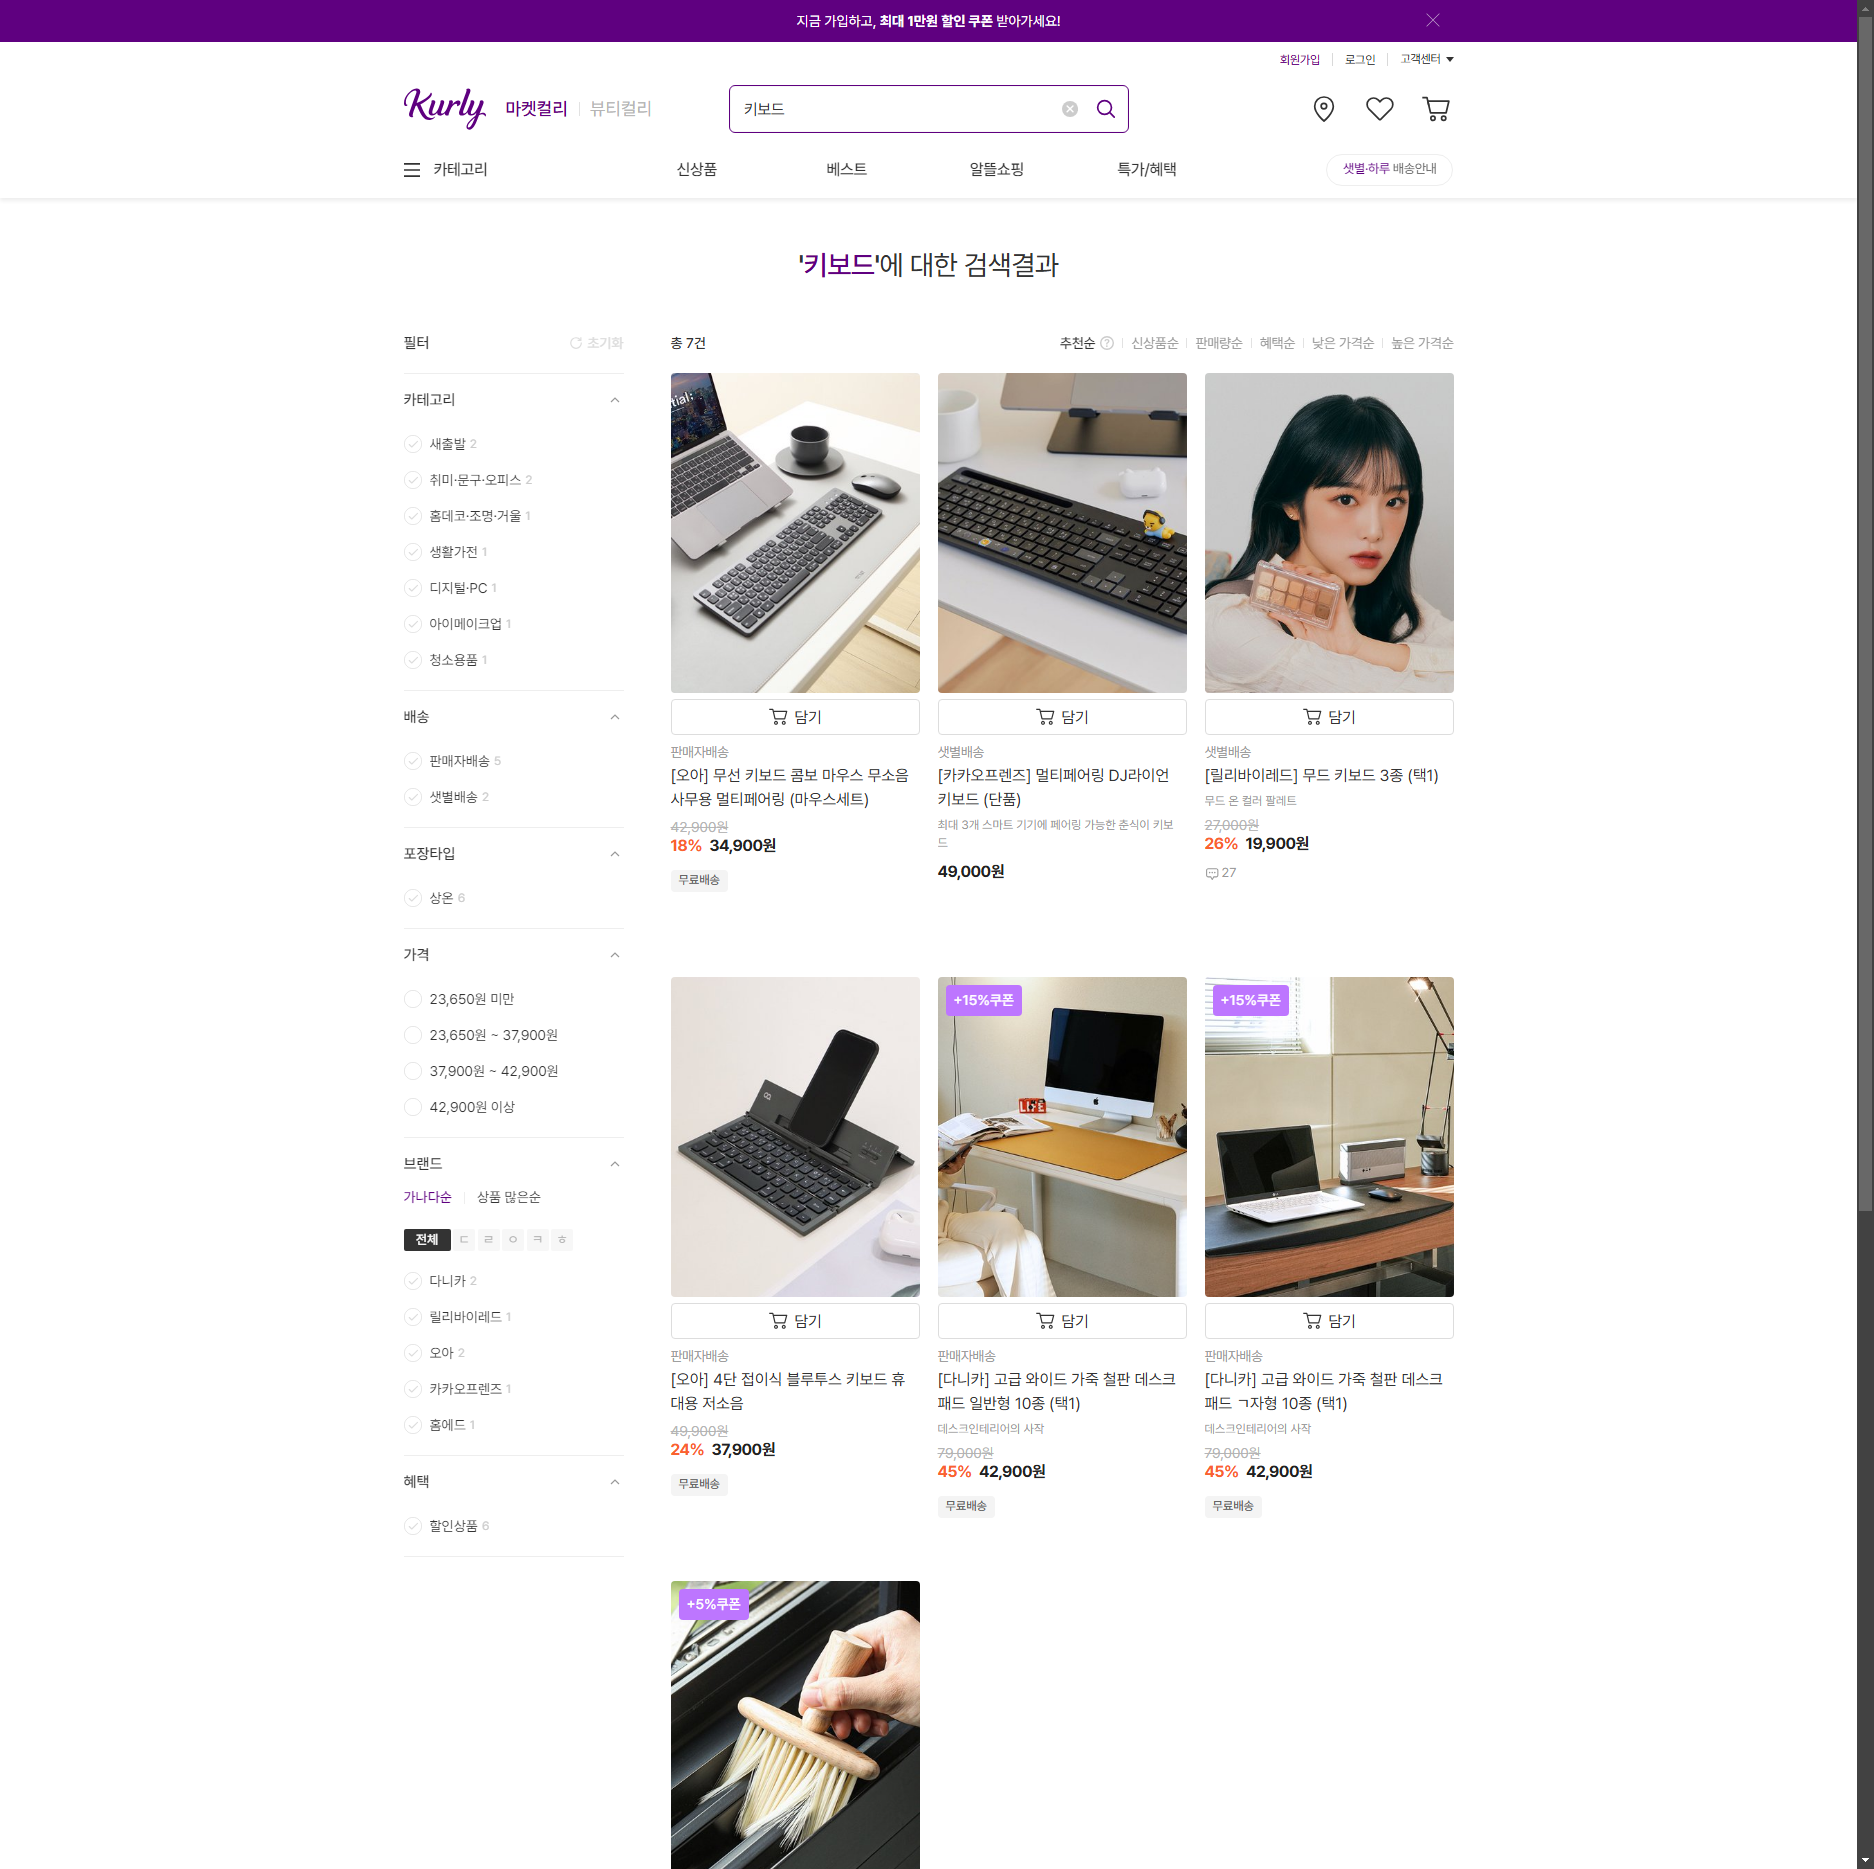 지금 가입하고, 최대 1만원 할인 쿠폰 받아가세요!
회원가입
로그인
고객센터
Kurly
마켓컬리
뷰티컬리
키보드
카테고리
신상품
베스트
알뜰쇼핑
특가/혜택
샛별·하루 배송안내
'키보드'에 대한 검색결과
필터
초기화
카테고리
새출발 2
취미·문구·오피스 2
홈데코·조명·거울 1
생활가전 1
디지털·PC 1
아이메이크업 1
청소용품 1
배송
판매자배송 5
샛별배송 2
포장타입
상온 6
가격
23,650원 미만
23,650원 ~ 37,900원
37,900원 ~ 42,900원
42,900원 이상
브랜드
가나다순
상품 많은순
전체 ㄷ ㄹ ㅇ ㅋ ㅎ
다니카 2
릴리바이레드 1
오아 2
카카오프렌즈 1
홈에드 1
혜택
할인상품 6
총 7건
추천순
신상품순
판매량순
혜택순
낮은 가격순
높은 가격순
tial;
담기
판매자배송
[오아] 무선 키보드 콤보 마우스 무소음
사무용 멀티페어링 (마우스세트)
42,900원
18% 34,900원
무료배송
담기
샛별배송
[카카오프렌즈] 멀티페어링 DJ라이언
키보드 (단품)
최대 3개 스마트 기기에 페어링 가능한 춘식이 키보
드
49,000원
담기
샛별배송
[릴리바이레드] 무드 키보드 3종 (택1)
무드 온 컬러 팔레트
27,000원
26% 19,900원
27
담기
판매자배송
[오아] 4단 접이식 블루투스 키보드 휴
대용 저소음
49,900원
24% 37,900원
무료배송
+15%쿠폰
LIFE
담기
판매자배송
[다니카] 고급 와이드 가죽 철판 데스크
패드 일반형 10종 (택1)
데스크인테리어의 사작
79,000원
45% 42,900원
무료배송
+15%쿠폰
담기
판매자배송
[다니카] 고급 와이드 가죽 철판 데스크
패드 ㄱ자형 10종 (택1)
데스크인테리어의 사작
79,000원
45% 42,900원
무료배송
+5%쿠폰